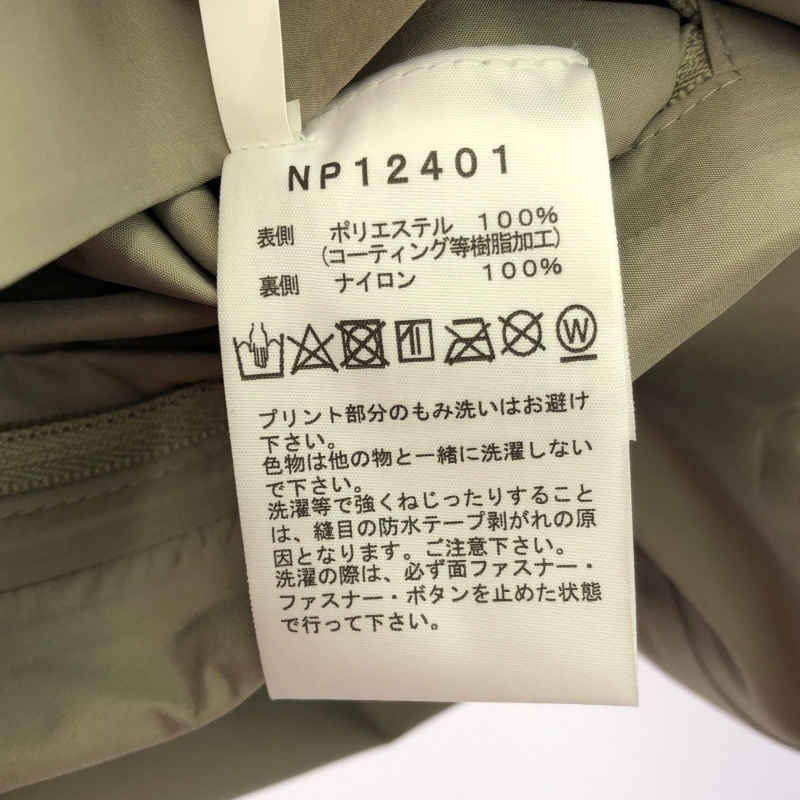 NP12401
表側 ポリエステル 100%
(コーティング等樹脂加工)
裏側 ナイロン 100%
W
プリント部分のもみ洗いはお避け
下さい。
色物は他の物と一緒に洗濯しない
で下さい。
洗濯等で強くねじったりすること
は、縫目の防水テープ剥がれの原
因となります。ご注意下さい。
洗濯の際は、必ず面ファスナー・
ファスナー・ボタンを止めた状態
で行って下さい。